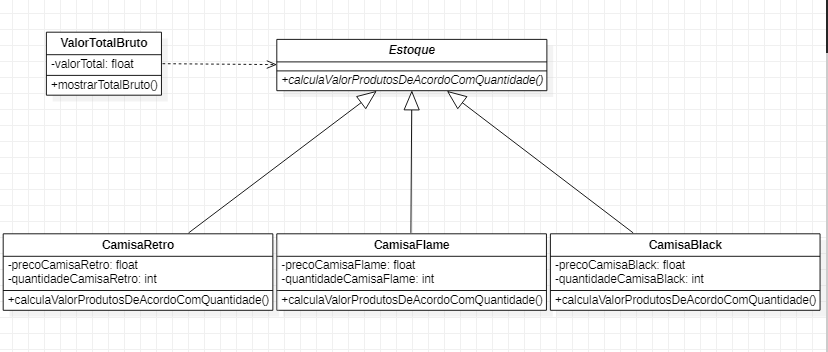 ValorTotalBruto
-valorTotal: float
+mostrarTotalBruto()
Estoque
+calculaValorProdutosDeAcordoComQuantidade()
CamisaRetro
-precoCamisaRetro: float
-quantidadeCamisaRetro: int
+calculaValorProdutosDeAcordoComQuantidade()
CamisaFlame
-precoCamisaFlame: float
-quantidadeCamisaFlame: int
+calculaValorProdutosDeAcordoComQuantidade()
CamisaBlack
-precoCamisaBlack: float
-quantidadeCamisaBlack: int
+calculaValorProdutosDeAcordoComQuantidade()